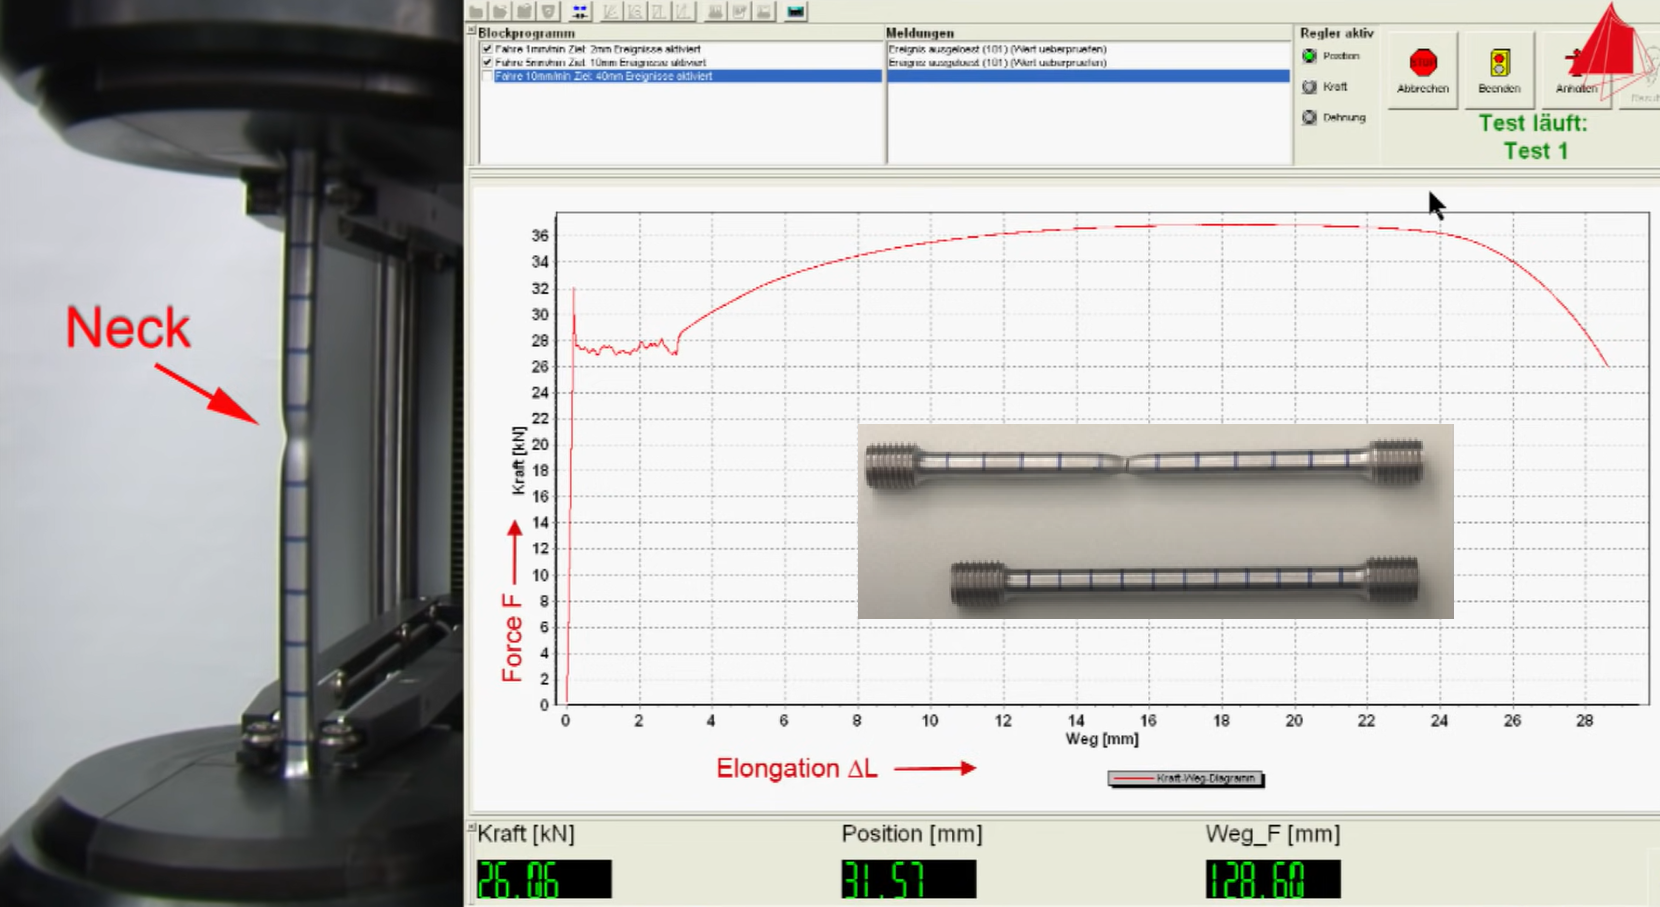 Blockprogramm
Fahre 1mm/min Ziel: 2mm Ereignisse aktiviert
Fahre 5mm/min Ziel: 10mm Ereignisse aktiviert
Fahre 10mm/min Ziel: 40mm Ereignisse aktiviert
Meldungen
Ereignis ausgeloest (101) (Wert ueberpruefen)
Ereignis ausgeloest (101) (Wert ueberpruefen)
Regler aktiv
Position
Kraft
Dehnung
STOP
Abbrechen
Beenden
Anhalten
Test läuft:
Test 1
Neck
36
34
32
30
28
26
24
22
20
18
16
14
12
10
8
6
4
2
0
Kraft [kN]
Force F
0 2 4 6 8 10 12 14 16 18 20 22 24 26 28
Weg [mm]
Elongation ΔL
Kraft-Weg-Diagramm
Kraft [kN]
26.06
Position [mm]
31.57
Weg_F [mm]
128.60